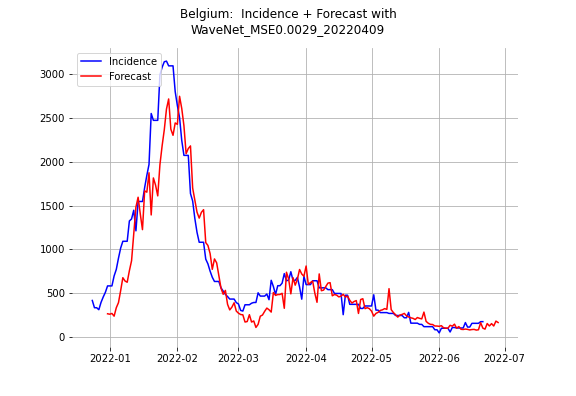 Belgium:  Incidence + Forecast with
WaveNet_MSE0.0029_20220409
Incidence
Forecast
3000
2500
2000
1500
1000
500
0
2022-01 2022-02 2022-03 2022-04 2022-05 2022-06 2022-07